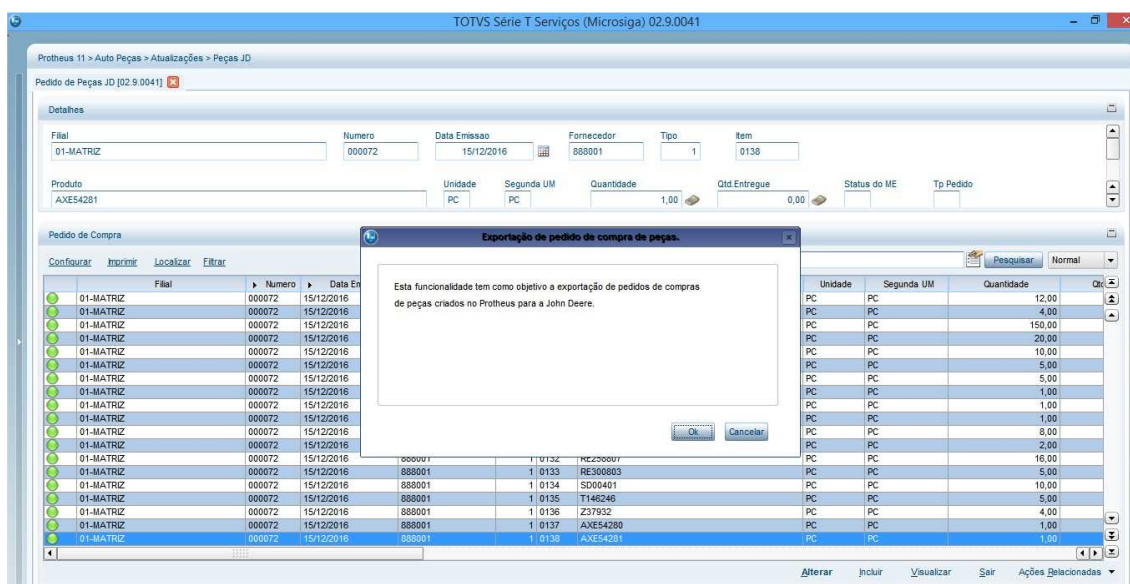 TOTVS Série T Serviços (Microsiga) 02.9.0041
Protheus 11 > Auto Peças > Atualizações > Peças JD
Pedido de Peças JD [02.9.0041]
Detalhes
Filial Numero Data Emissao Fornecedor Tipo Item
01-MATRIZ 000072 15/12/2016 888001 1 0138
Produto Unidade Segunda UM Quantidade Qtd.Entregue Status do ME Tp Pedido
AXE54281 PC PC 1,00 0,00
Pedido de Compra
Configurar Imprimir Localizar Filtrar Pesquisar Normal
Exportação de pedido de compra de peças.
Esta funcionalidade tem como objetivo a exportação de pedidos de compras
de peças criados no Protheus para a John Deere.
Ok Cancelar
Filial Numero Data En Unidade Segunda UM Quantidade
01-MATRIZ 000072 15/12/2016 PC PC 12,00
01-MATRIZ 000072 15/12/2016 PC PC 4,00
01-MATRIZ 000072 15/12/2016 PC PC 150,00
01-MATRIZ 000072 15/12/2016 PC PC 20,00
01-MATRIZ 000072 15/12/2016 PC PC 10,00
01-MATRIZ 000072 15/12/2016 PC PC 5,00
01-MATRIZ 000072 15/12/2016 PC PC 5,00
01-MATRIZ 000072 15/12/2016 PC PC 1,00
01-MATRIZ 000072 15/12/2016 PC PC 1,00
01-MATRIZ 000072 15/12/2016 PC PC 1,00
01-MATRIZ 000072 15/12/2016 PC PC 8,00
01-MATRIZ 000072 15/12/2016 PC PC 2,00
01-MATRIZ 000072 15/12/2016 888001 1 0132 PC PC 16,00
01-MATRIZ 000072 15/12/2016 888001 1 0133 RE300803 PC PC 5,00
01-MATRIZ 000072 15/12/2016 888001 1 0134 SD00401 PC PC 10,00
01-MATRIZ 000072 15/12/2016 888001 1 0135 T146246 PC PC 5,00
01-MATRIZ 000072 15/12/2016 888001 1 0136 Z37932 PC PC 4,00
01-MATRIZ 000072 15/12/2016 888001 1 0137 AXE54280 PC PC 1,00
01-MATRIZ 000072 15/12/2016 888001 1 0138 AXE54281 PC PC 1,00
Alterar Incluir Visualizar Sair Ações Relacionadas